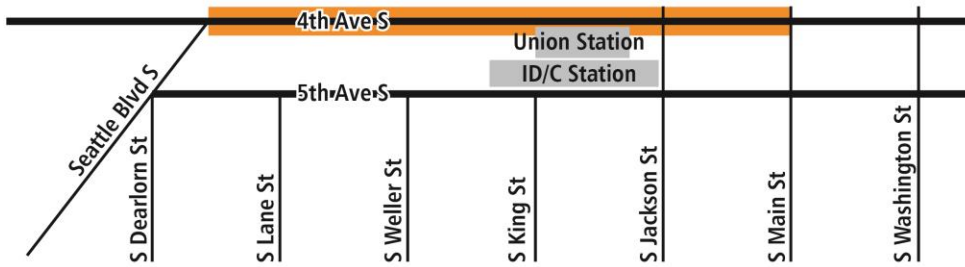 4th Ave S
Union Station
ID/C Station
5th Ave S
Seattle Blvd S
S Dearlorn St
S Lane St
S Weller St
S King St
S Jackson St
S Main St
S Washington St